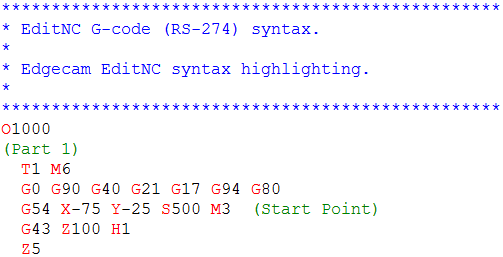 **************************************************
* EditNC G-code (RS-274) syntax.
*
* Edgecam EditNC syntax highlighting.
*
**************************************************
O1000
(Part 1)
  T1 M6
  G0 G90 G40 G21 G17 G94 G80
  G54 X-75 Y-25 S500 M3  (Start Point)
  G43 Z100 H1
  Z5